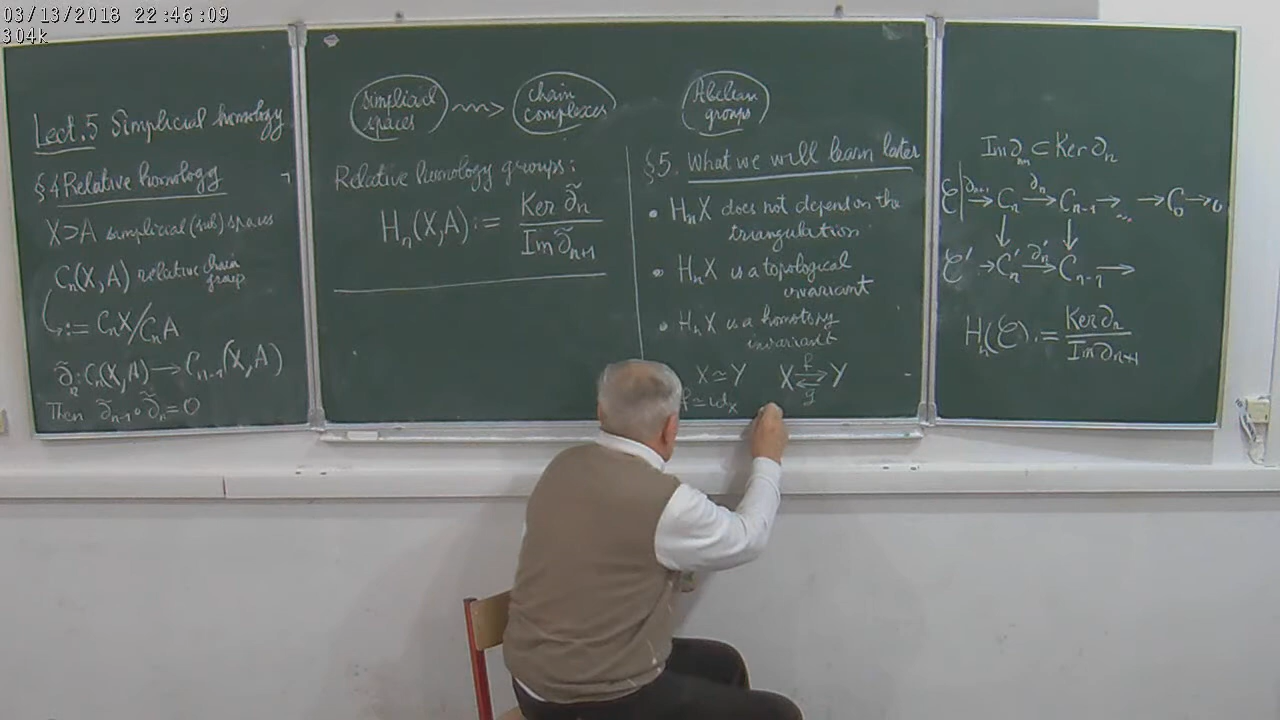 03/13/2018 22:46:09
304k
Lect.5 Simplicial homology
§4 Relative homology
X⊃A simplicial (sub) spaces
Cₙ(X,A) relative chain group
:= CₙX/CₙA
∂̃ₙ: Cₙ(X,A) → Cₙ₋₁(X,A)
Then ∂̃ₙ₋₁∘∂̃ₙ = 0
simplicial spaces ⇝ chain complexes
Abelian groups
Relative homology groups:
Hₙ(X,A) := Ker ∂̃ₙ / Im ∂̃ₙ₊₁
§5. What we will learn later
• HₙX does not depend on the
triangulation
• HₙX is a topological
invariant
• HₙX is a homotopy
invariant
X≃Y X ⇄ Y
f
g
≃ id_X
Im ∂ₙ₊₁ ⊂ Ker ∂ₙ
𝒞 | ∂ₙ₊₁→ Cₙ ∂ₙ→ Cₙ₋₁ → ... → C₀ → 0
↓ ↓
𝒞' → C'ₙ ∂'ₙ→ C'ₙ₋₁ →
Hₙ(𝒞) := Ker ∂ₙ / Im ∂ₙ₊₁